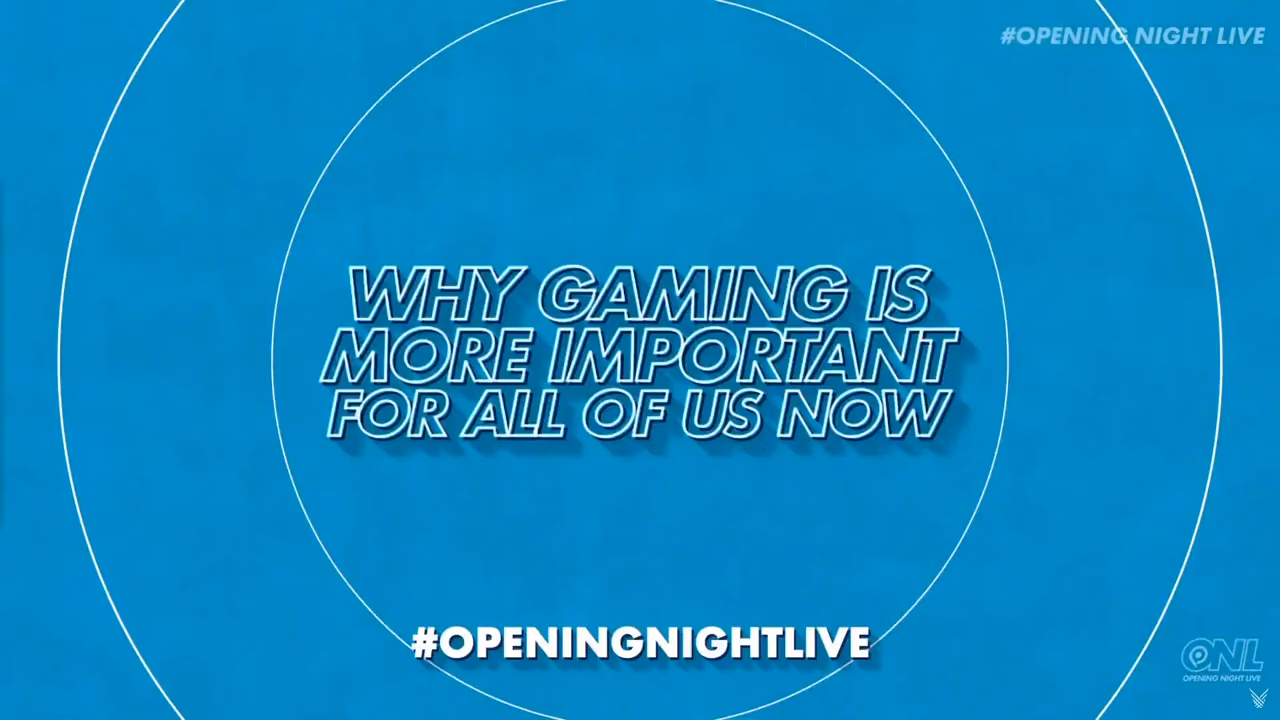 #OPENING NIGHT LIVE
WHY GAMING IS
MORE IMPORTANT
FOR ALL OF US NOW
#OPENINGNIGHTLIVE
ONL
OPENING NIGHT LIVE